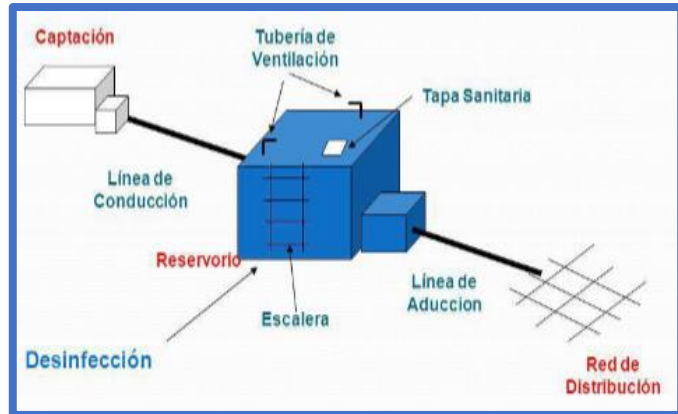 Captación
Tubería de
Ventilación
Tapa Sanitaria
Línea de
Conducción
Reservorio
Escalera
Línea de
Aduccion
Desinfección
Red de
Distribución